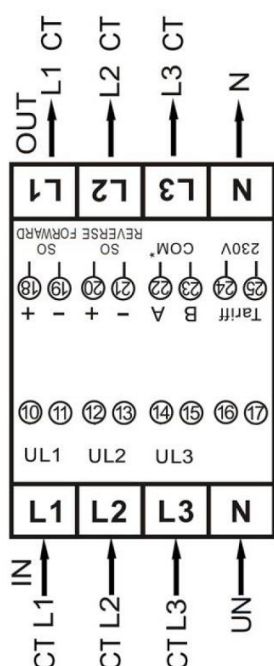 OUT
L1 CT L2 CT L3 CT N
L1 L2 L3 N
SO FORWARD SO REVERSE COM* 230V
18 19 20 21 22 23 24 25
+ - + - A B Tariff
10 11 12 13 14 15 16 17
UL1 UL2 UL3
L1 L2 L3 N
IN
CT L1 CT L2 CT L3 UN